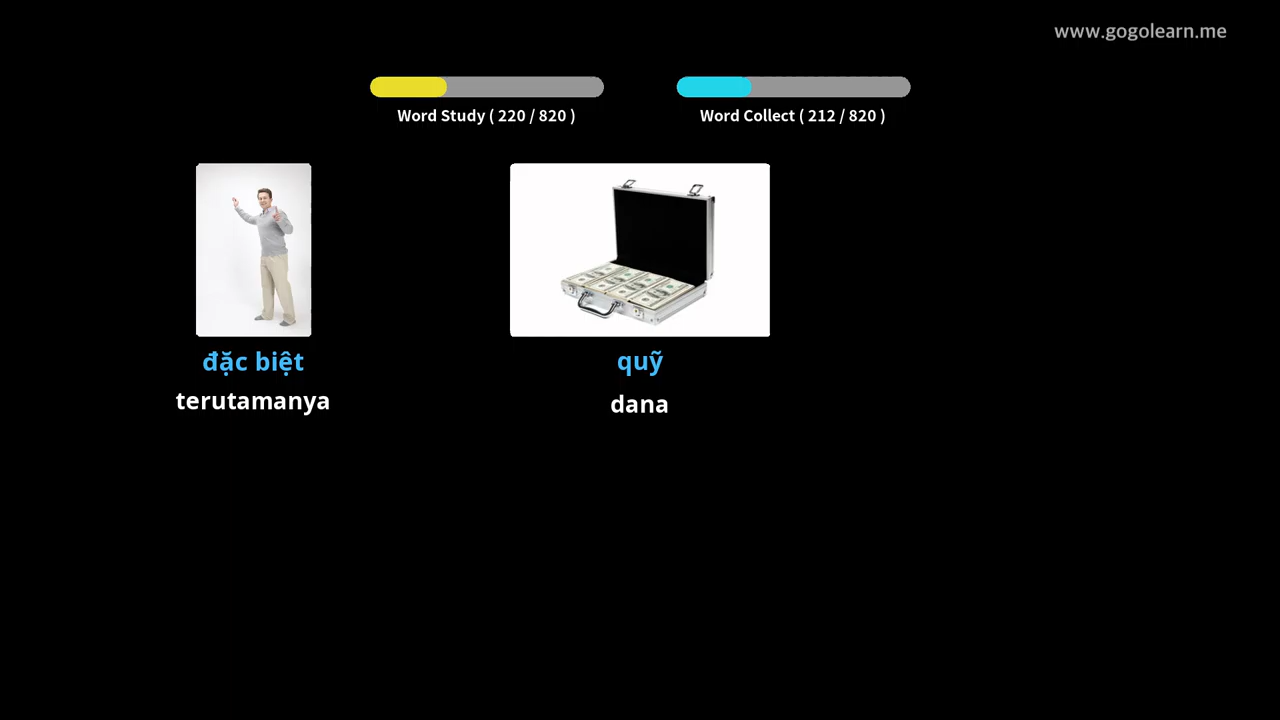 www.gogolearn.me
Word Study ( 220 / 820 )
Word Collect ( 212 / 820 )
đặc biệt
terutamanya
quỹ
dana